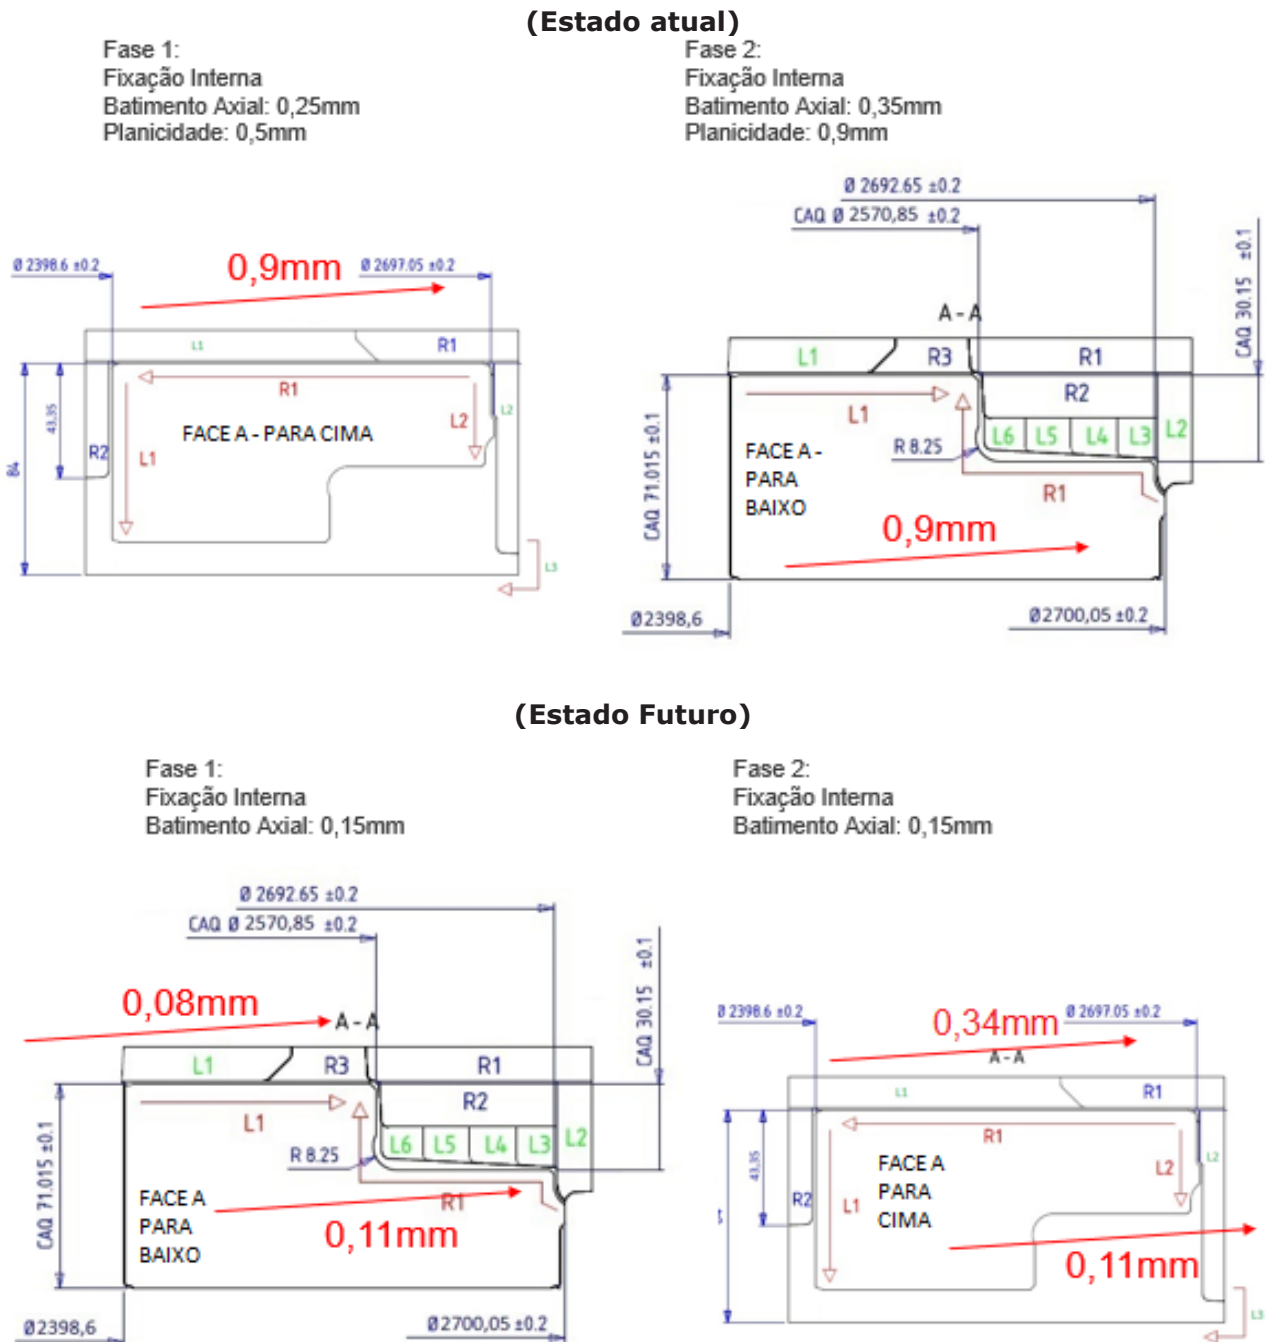 (Estado atual)
Fase 1:
Fixação Interna
Batimento Axial: 0,25mm
Planicidade: 0,5mm
Fase 2:
Fixação Interna
Batimento Axial: 0,35mm
Planicidade: 0,9mm
Ø 2398.6 ±0.2
0,9mm
Ø 2697.05 ±0.2
L1
R1
R1
43,35
84
R2
L1
FACE A - PARA CIMA
L2
L2
L3
Ø 2692.65 ±0.2
CAQ Ø 2570,85 ±0.2
CAQ 30.15 ±0.1
A - A
L1
R3
R1
R2
L1
L6
L5
L4
L3
L2
R 8.25
R1
CAQ 71.015 ±0.1
FACE A -
PARA
BAIXO
0,9mm
Ø2398,6
Ø2700,05 ±0.2
(Estado Futuro)
Fase 1:
Fixação Interna
Batimento Axial: 0,15mm
Fase 2:
Fixação Interna
Batimento Axial: 0,15mm
Ø 2692.65 ±0.2
CAQ Ø 2570,85 ±0.2
CAQ 30.15 ±0.1
0,08mm
A - A
L1
R3
R1
R2
L1
L6
L5
L4
L3
L2
R 8.25
R1
CAQ 71.015 ±0.1
FACE A
PARA
BAIXO
0,11mm
Ø2398,6
Ø2700,05 ±0.2
Ø 2398.6 ±0.2
0,34mm
Ø 2697.05 ±0.2
A - A
L1
R1
R1
43,35
R2
L1
FACE A
PARA
CIMA
L2
L2
0,11mm
L3